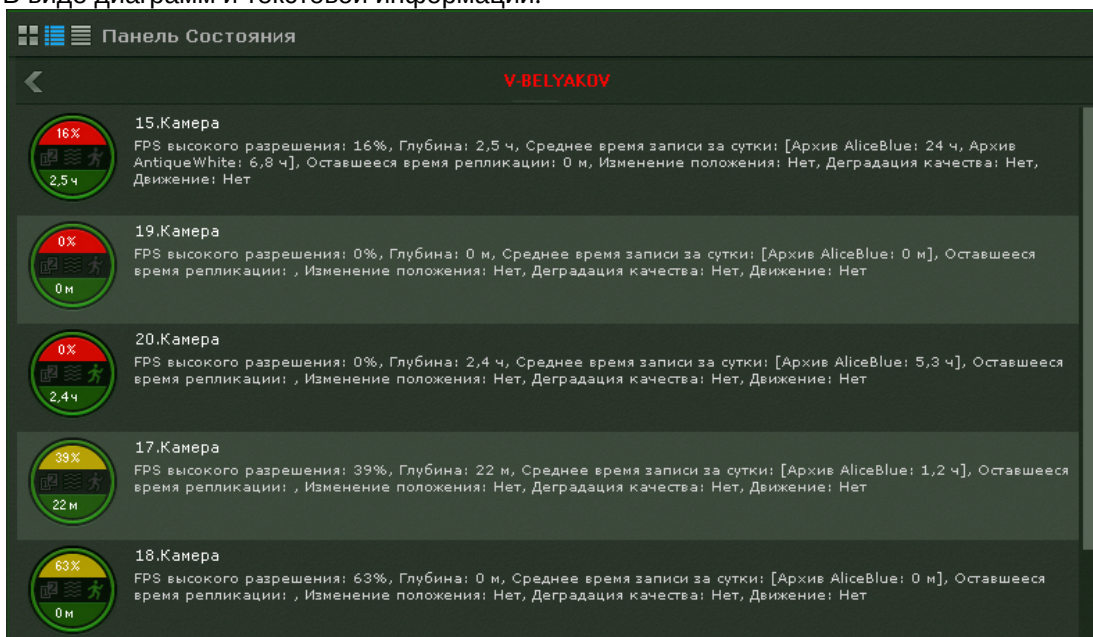 В виде диаграмм и текстовой информации.
Панель Состояния
V-BELYAKOV
16%
2,5 ч
15.Камера
FPS высокого разрешения: 16%, Глубина: 2,5 ч, Среднее время записи за сутки: [Архив AliceBlue: 24 ч, Архив
AntiqueWhite: 6,8 ч], Оставшееся время репликации: 0 м, Изменение положения: Нет, Деградация качества: Нет,
Движение: Нет
0%
0 м
19.Камера
FPS высокого разрешения: 0%, Глубина: 0 м, Среднее время записи за сутки: [Архив AliceBlue: 0 м], Оставшееся
время репликации: , Изменение положения: Нет, Деградация качества: Нет, Движение: Нет
0%
2,4 ч
20.Камера
FPS высокого разрешения: 0%, Глубина: 2,4 ч, Среднее время записи за сутки: [Архив AliceBlue: 5,3 ч], Оставшееся
время репликации: , Изменение положения: Нет, Деградация качества: Нет, Движение: Нет
39%
22 м
17.Камера
FPS высокого разрешения: 39%, Глубина: 22 м, Среднее время записи за сутки: [Архив AliceBlue: 1,2 ч], Оставшееся
время репликации: , Изменение положения: Нет, Деградация качества: Нет, Движение: Нет
63%
0 м
18.Камера
FPS высокого разрешения: 63%, Глубина: 0 м, Среднее время записи за сутки: [Архив AliceBlue: 0 м], Оставшееся
время репликации: , Изменение положения: Нет, Деградация качества: Нет, Движение: Нет